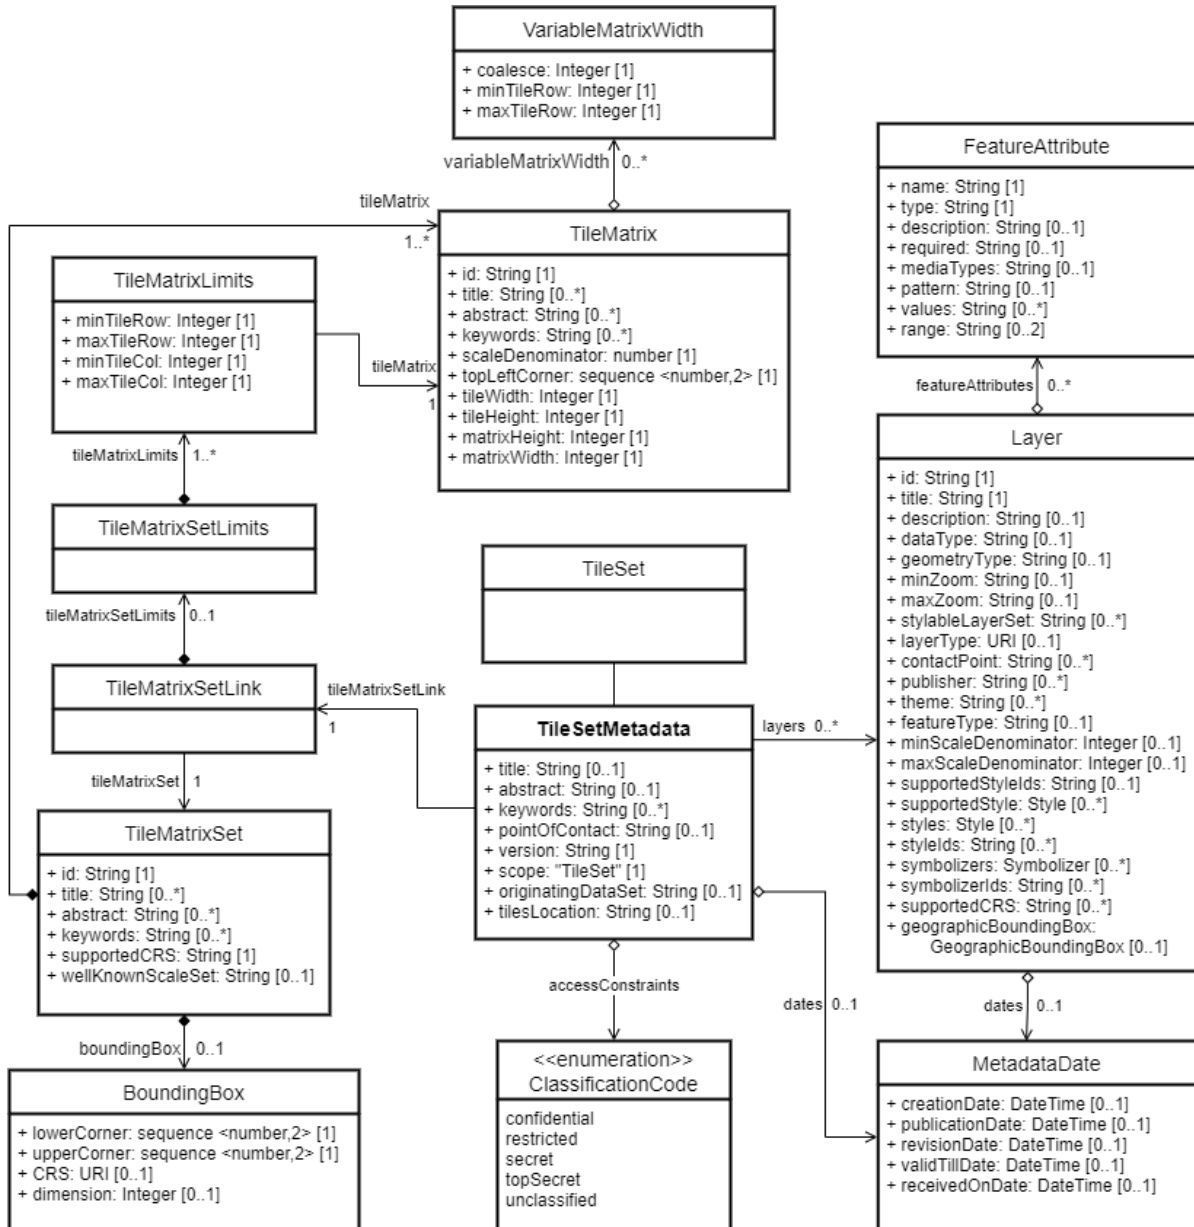 VariableMatrixWidth
+ coalesce: Integer [1]
+ minTileRow: Integer [1]
+ maxTileRow: Integer [1]
variableMatrixWidth 0..*
FeatureAttribute
+ name: String [1]
+ type: String [1]
+ description: String [0..1]
+ required: String [0..1]
+ mediaTypes: String [0..1]
+ pattern: String [0..1]
+ values: String [0..*]
+ range: String [0..2]
featureAttributes 0..*
tileMatrix
1..*
TileMatrix
+ id: String [1]
+ title: String [0..*]
+ abstract: String [0..*]
+ keywords: String [0..*]
+ scaleDenominator: number [1]
+ topLeftCorner: sequence <number,2> [1]
+ tileWidth: Integer [1]
+ tileHeight: Integer [1]
+ matrixHeight: Integer [1]
+ matrixWidth: Integer [1]
TileMatrixLimits
+ minTileRow: Integer [1]
+ maxTileRow: Integer [1]
+ minTileCol: Integer [1]
+ maxTileCol: Integer [1]
tileMatrix
1
tileMatrixLimits 1..*
TileMatrixSetLimits
tileMatrixSetLimits 0..1
TileMatrixSetLink
tileMatrixSetLink
1
tileMatrixSet 1
TileSet
TileSetMetadata
+ title: String [0..1]
+ abstract: String [0..1]
+ keywords: String [0..*]
+ pointOfContact: String [0..1]
+ version: String [1]
+ scope: "TileSet" [1]
+ originatingDataSet: String [0..1]
+ tilesLocation: String [0..1]
layers 0..*
Layer
+ id: String [1]
+ title: String [1]
+ description: String [0..1]
+ dataType: String [0..1]
+ geometryType: String [0..1]
+ minZoom: String [0..1]
+ maxZoom: String [0..1]
+ stylableLayerSet: String [0..*]
+ layerType: URI [0..1]
+ contactPoint: String [0..*]
+ publisher: String [0..*]
+ theme: String [0..*]
+ featureType: String [0..1]
+ minScaleDenominator: Integer [0..1]
+ maxScaleDenominator: Integer [0..1]
+ supportedStyleIds: String [0..1]
+ supportedStyle: Style [0..*]
+ styles: Style [0..*]
+ styleIds: String [0..*]
+ symbolizers: Symbolizer [0..*]
+ symbolizerIds: String [0..*]
+ supportedCRS: String [0..*]
+ geographicBoundingBox:
GeographicBoundingBox [0..1]
TileMatrixSet
+ id: String [1]
+ title: String [0..*]
+ abstract: String [0..*]
+ keywords: String [0..*]
+ supportedCRS: String [1]
+ wellKnownScaleSet: String [0..1]
boundingBox 0..1
BoundingBox
+ lowerCorner: sequence <number,2> [1]
+ upperCorner: sequence <number,2> [1]
+ CRS: URI [0..1]
+ dimension: Integer [0..1]
accessConstraints
<<enumeration>>
ClassificationCode
confidential
restricted
secret
topSecret
unclassified
dates 0..1
dates 0..1
MetadataDate
+ creationDate: DateTime [0..1]
+ publicationDate: DateTime [0..1]
+ revisionDate: DateTime [0..1]
+ validTillDate: DateTime [0..1]
+ receivedOnDate: DateTime [0..1]